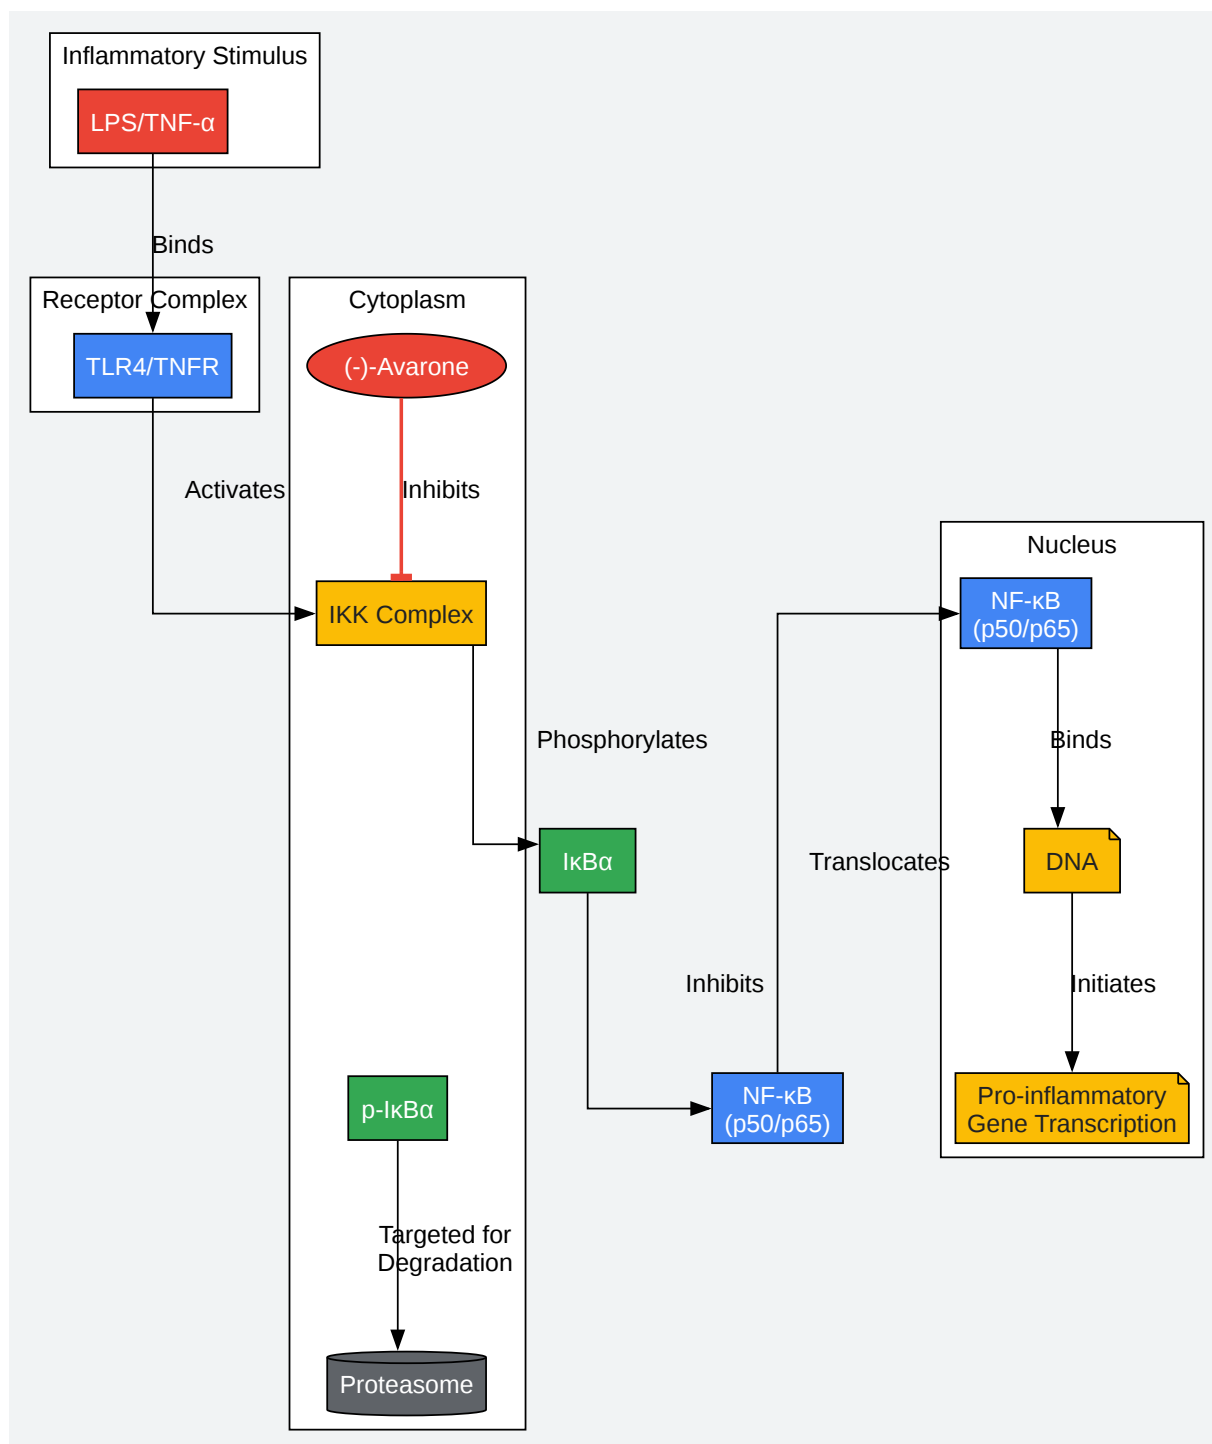 Inflammatory Stimulus
LPS/TNF-α
Binds
Receptor Complex
TLR4/TNFR
Activates
Cytoplasm
(-)-Avarone
Inhibits
IKK Complex
Phosphorylates
IκBα
Inhibits
NF-κB
(p50/p65)
Translocates
Nucleus
NF-κB
(p50/p65)
Binds
DNA
Initiates
Pro-inflammatory
Gene Transcription
p-IκBα
Targeted for
Degradation
Proteasome